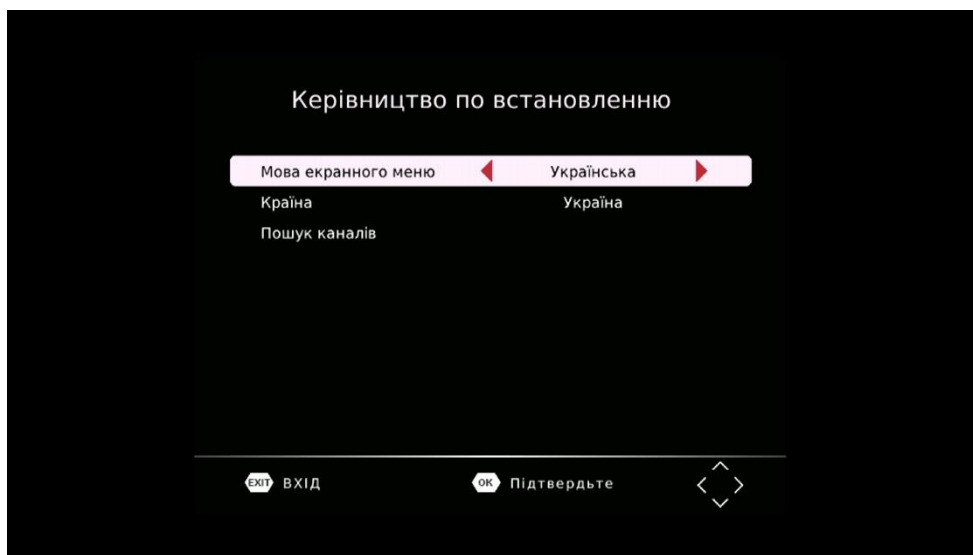 Керівництво по встановленню
Мова екранного меню Українська
Країна Україна
Пошук каналів
EXIT ВХІД OK Підтвердьте